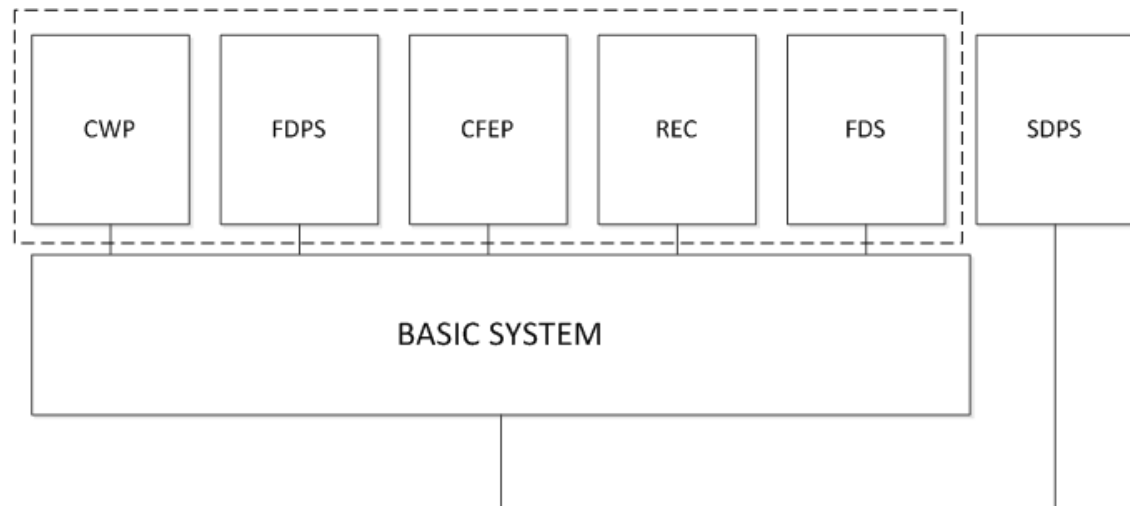 CWP
FDPS
CFEP
REC
FDS
SDPS
BASIC SYSTEM